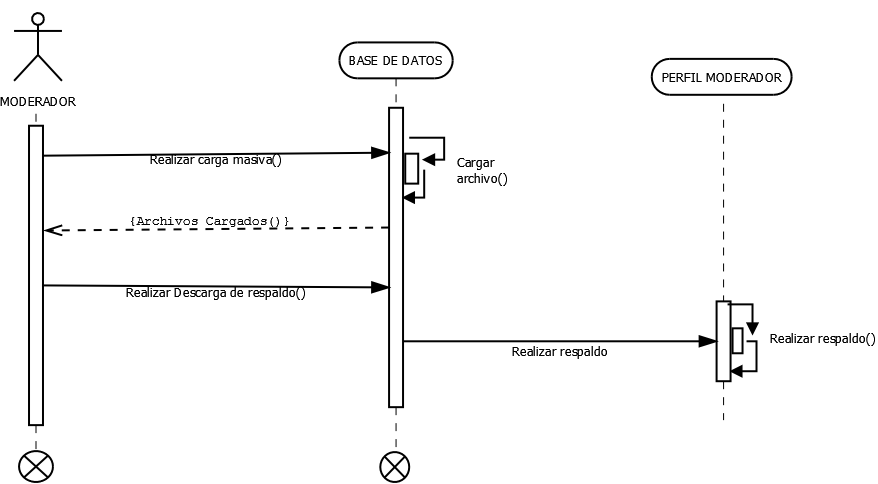 BASE DE DATOS
PERFIL MODERADOR
MODERADOR
Realizar carga masiva()
Cargar
archivo()
{Archivos Cargados()}
Realizar Descarga de respaldo()
Realizar respaldo()
Realizar respaldo